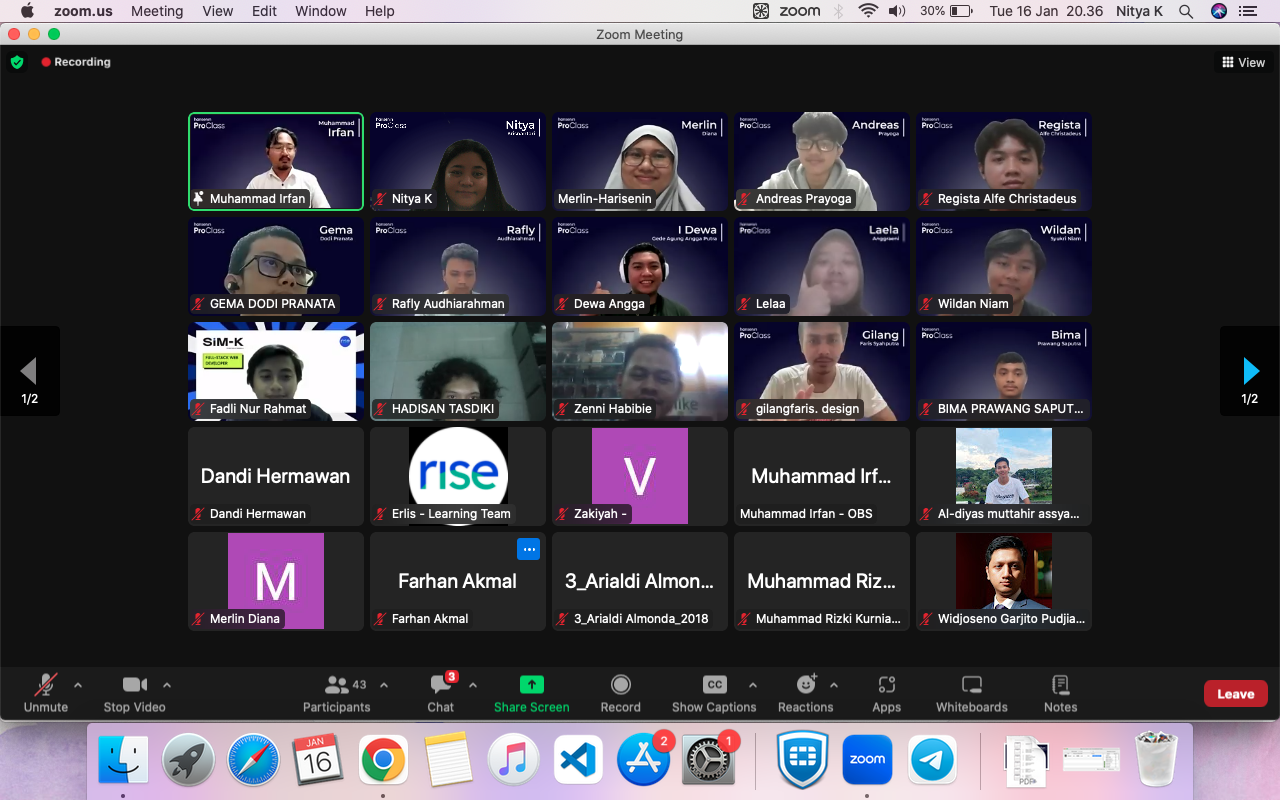 zoom.us Meeting View Edit Window Help zoom 30% Tue 16 Jan 20.36 Nitya K
Zoom Meeting
Recording
View
ProClass
Muhammad
Irfan
Muhammad Irfan
ProClass
Nitya
Nitya K
ProClass
Merlin
Diana
Merlin-Harisenin
ProClass
Andreas
Prayoga
Andreas Prayoga
ProClass
Regista
Alfe Christadeus
Regista Alfe Christadeus
ProClass
Gema
Dodi Pranata
GEMA DODI PRANATA
ProClass
Rafly
Audhiarahman
Rafly Audhiarahman
ProClass
I Dewa
Gede Agung Angga Putra
Dewa Angga
ProClass
Laela
Anggraeni
Lelaa
ProClass
Wildan
Syukri Niam
Wildan Niam
SiM-K
FULL-STACK WEB
DEVELOPER
Fadli Nur Rahmat
HADISAN TASDIKI
like
Zenni Habibie
ProClass
Gilang
Faris Syahputra
gilangfaris. design
ProClass
Bima
Prawang Saputra
BIMA PRAWANG SAPUT...
1/2
1/2
Dandi Hermawan
Dandi Hermawan
rise
Erlis - Learning Team
V
Zakiyah -
Muhammad Irf...
Muhammad Irfan - OBS
Al-diyas muttahir assya...
M
Merlin Diana
Farhan Akmal
Farhan Akmal
3_Arialdi Almon...
3_Arialdi Almonda_2018
Muhammad Riz...
Muhammad Rizki Kurnia...
Widjoseno Garjito Pudjia...
Unmute
Stop Video
43
Participants
3
Chat
Share Screen
Record
CC
Show Captions
Reactions
Apps
Whiteboards
Notes
Leave
JAN
16
2
1
zoom
PDF